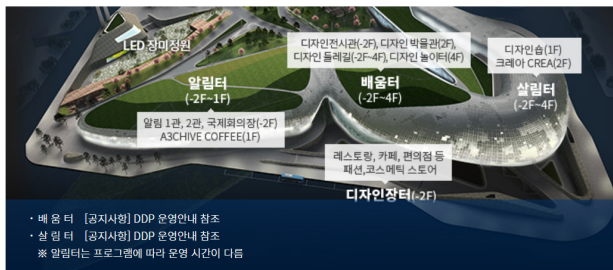 LED 장미정원
디자인전시관(-2F), 디자인 박물관(2F),
디자인 둘레길(-2F~4F), 디자인 놀이터(4F)
디자인숍(1F)
크레아 CREA(2F)
알림터
(-2F~1F)
배움터
(-2F~4F)
살림터
(-2F~4F)
알림 1관, 2관, 국제회의장(-2F)
A3CHIVE COFFEE(1F)
레스토랑, 카페, 편의점 등
패션,코스메틱 스토어
디자인장터(-2F)
· 배 움 터 [공지사항] DDP 운영안내 참조
· 살 림 터 [공지사항] DDP 운영안내 참조
※ 알림터는 프로그램에 따라 운영 시간이 다름